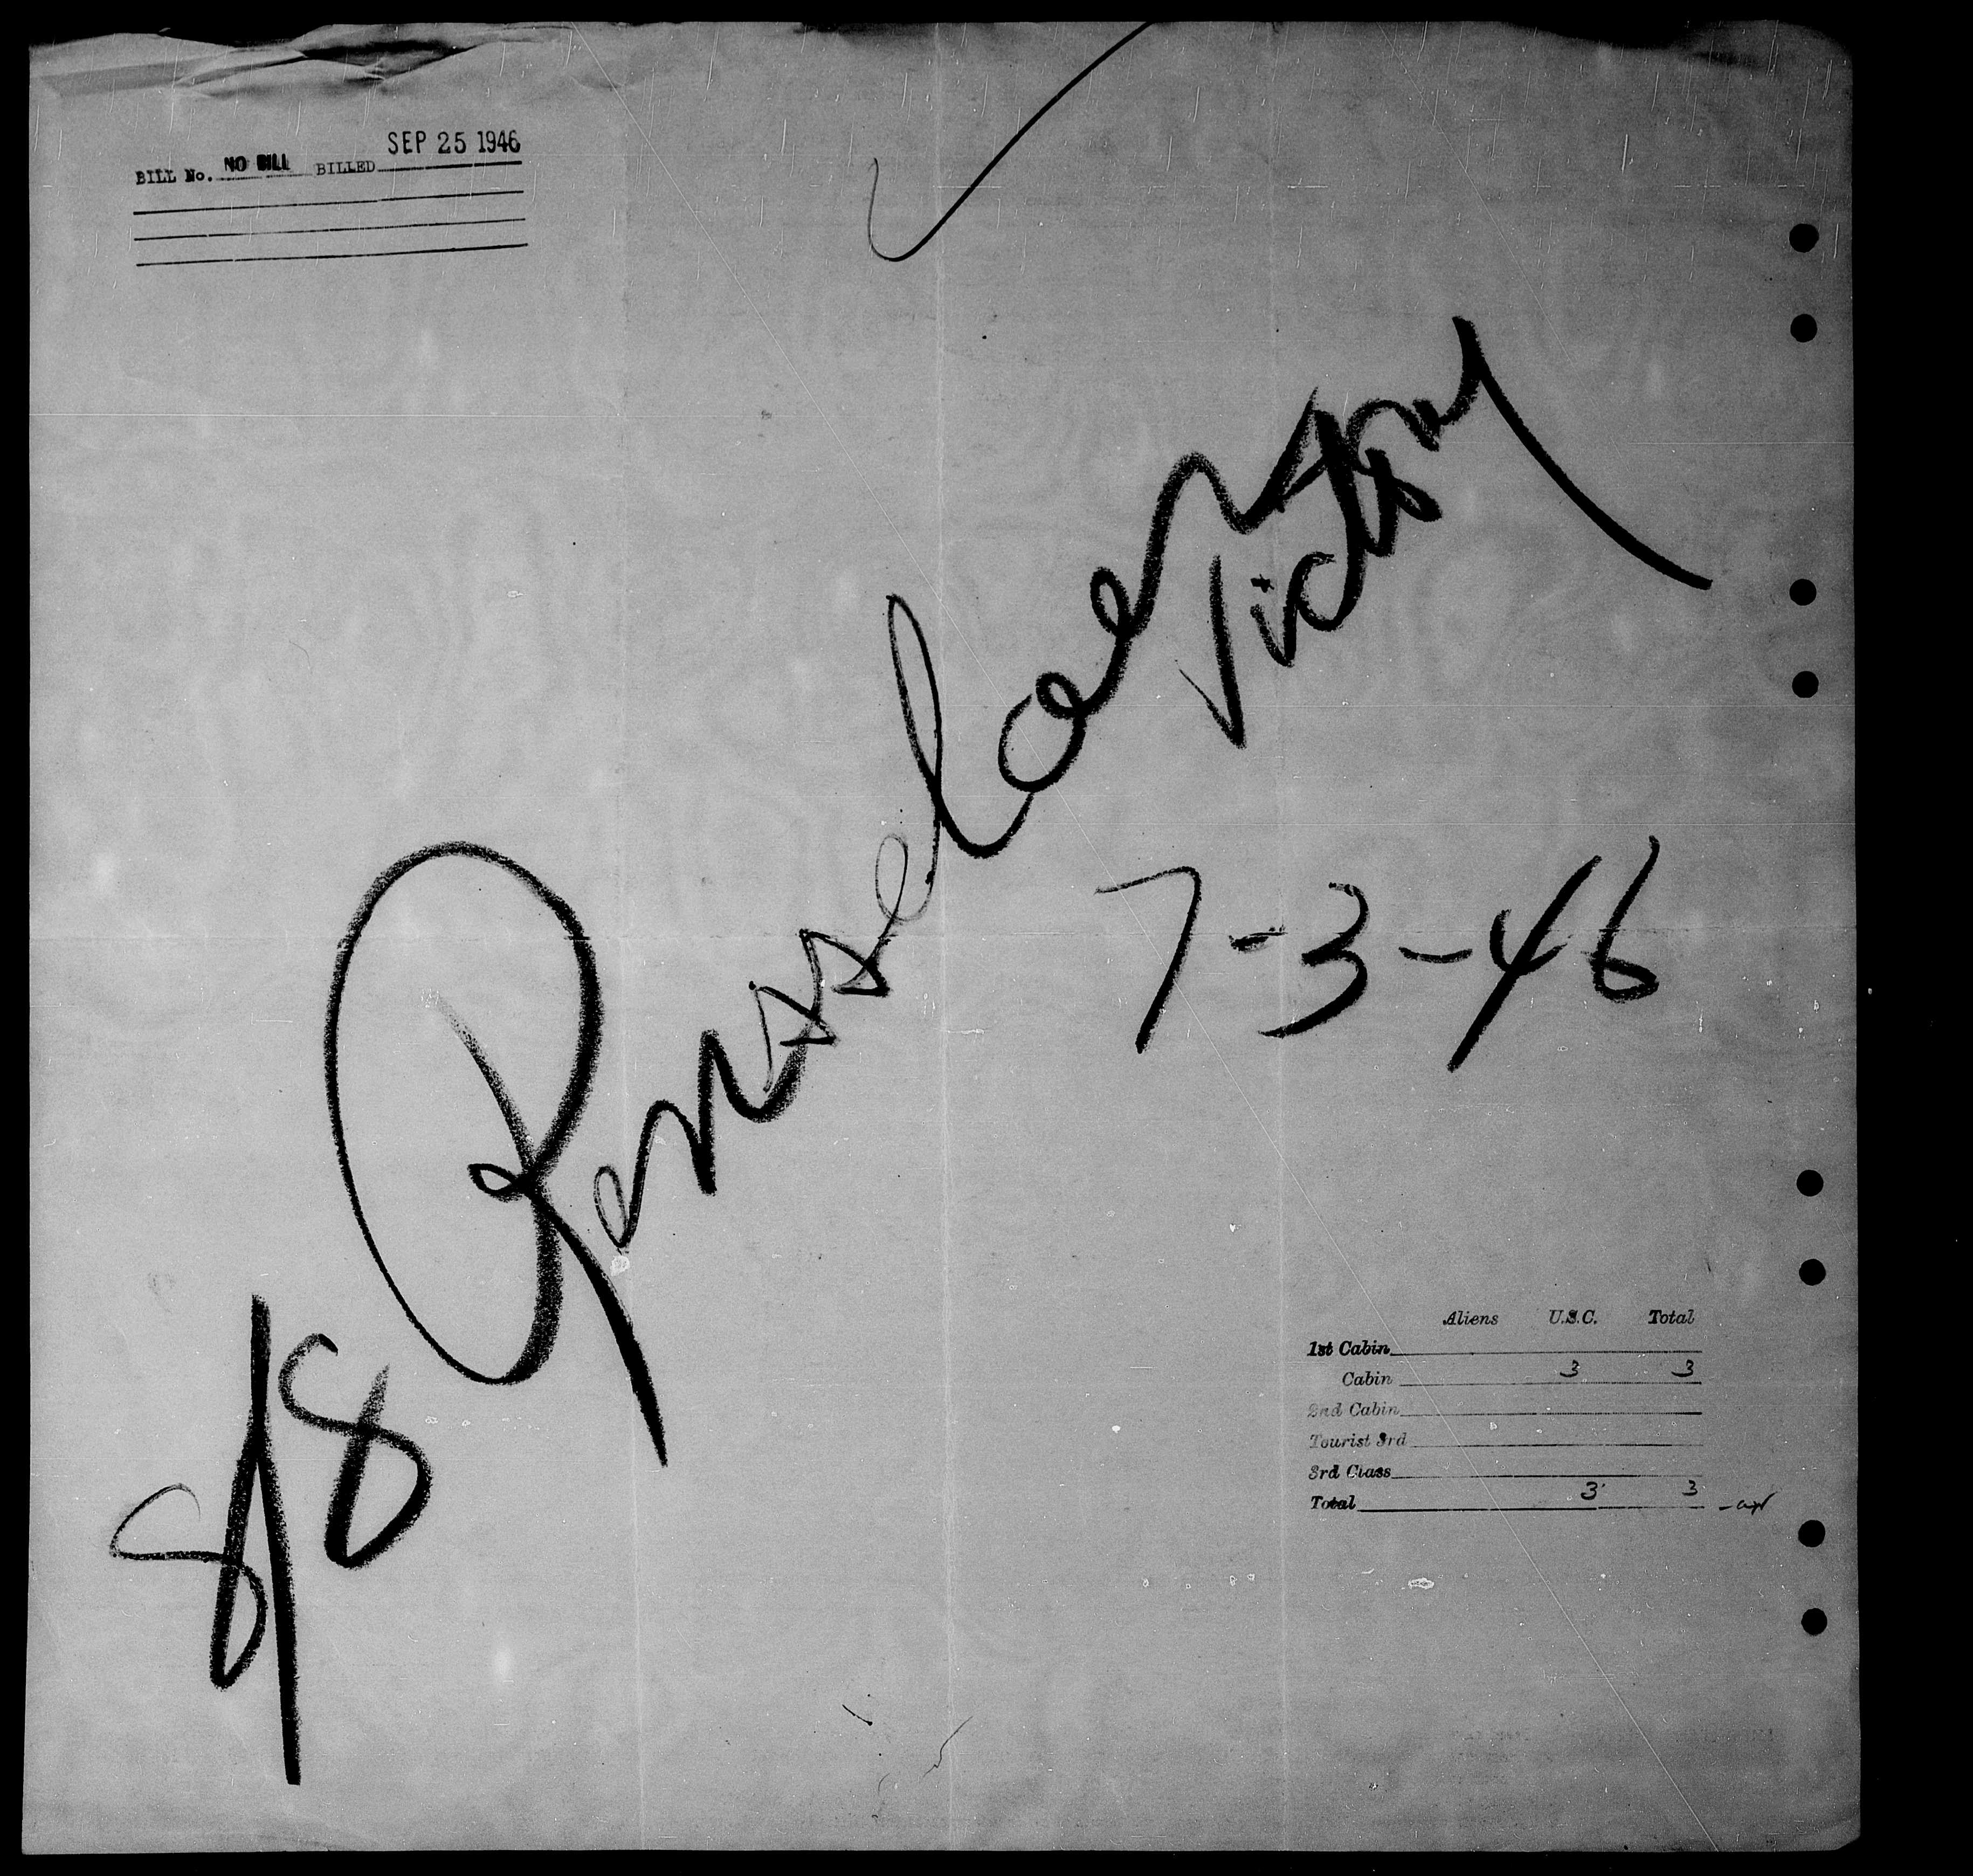 BILL No. NO BILL BILLED SEP 25 1946
S/S Rensselaer
Victory
7-3-46
Aliens U.S.C. Total
1st Cabin
Cabin 3 3
2nd Cabin
Tourist 3rd
3rd Class
Total 3 3